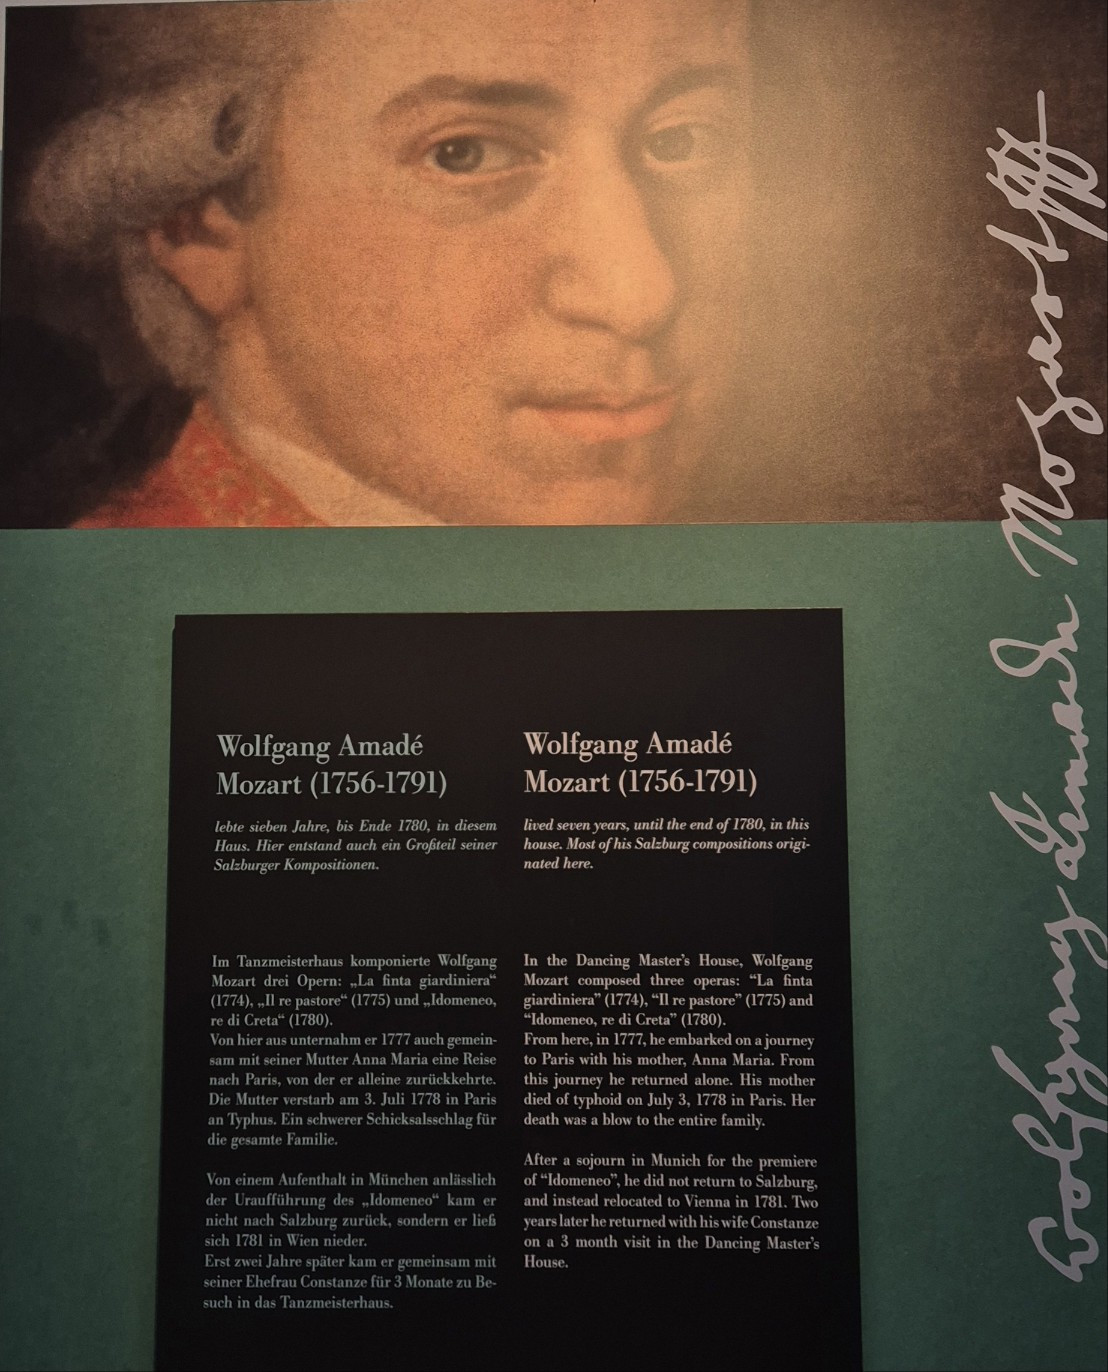 Wolfgang Amadé
Mozart (1756-1791)
lebte sieben Jahre, bis Ende 1780, in diesem
Haus. Hier entstand auch ein Großteil seiner
Salzburger Kompositionen.
Im Tanzmeisterhaus komponierte Wolfgang
Mozart drei Opern: „La finta giardiniera“
(1774), „Il re pastore“ (1775) und „Idomeneo,
re di Creta“ (1780).
Von hier aus unternahm er 1777 auch gemein-
sam mit seiner Mutter Anna Maria eine Reise
nach Paris, von der er alleine zurückkehrte.
Die Mutter verstarb am 3. Juli 1778 in Paris
an Typhus. Ein schwerer Schicksalsschlag für
die gesamte Familie.
Von einem Aufenthalt in München anlässlich
der Uraufführung des „Idomeneo“ kam er
nicht nach Salzburg zurück, sondern er ließ
sich 1781 in Wien nieder.
Erst zwei Jahre später kam er gemeinsam mit
seiner Ehefrau Constanze für 3 Monate zu Be-
such in das Tanzmeisterhaus.
Wolfgang Amadé
Mozart (1756-1791)
lived seven years, until the end of 1780, in this
house. Most of his Salzburg compositions origi-
nated here.
In the Dancing Master's House, Wolfgang
Mozart composed three operas: “La finta
giardiniera” (1774), “Il re pastore” (1775) and
“Idomeneo, re di Creta” (1780).
From here, in 1777, he embarked on a journey
to Paris with his mother, Anna Maria. From
this journey he returned alone. His mother
died of typhoid on July 3, 1778 in Paris. Her
death was a blow to the entire family.
After a sojourn in Munich for the premiere
of “Idomeneo”, he did not return to Salzburg,
and instead relocated to Vienna in 1781. Two
years later he returned with his wife Constanze
on a 3 month visit in the Dancing Master's
House.
Wolfgang Amadè Mozart